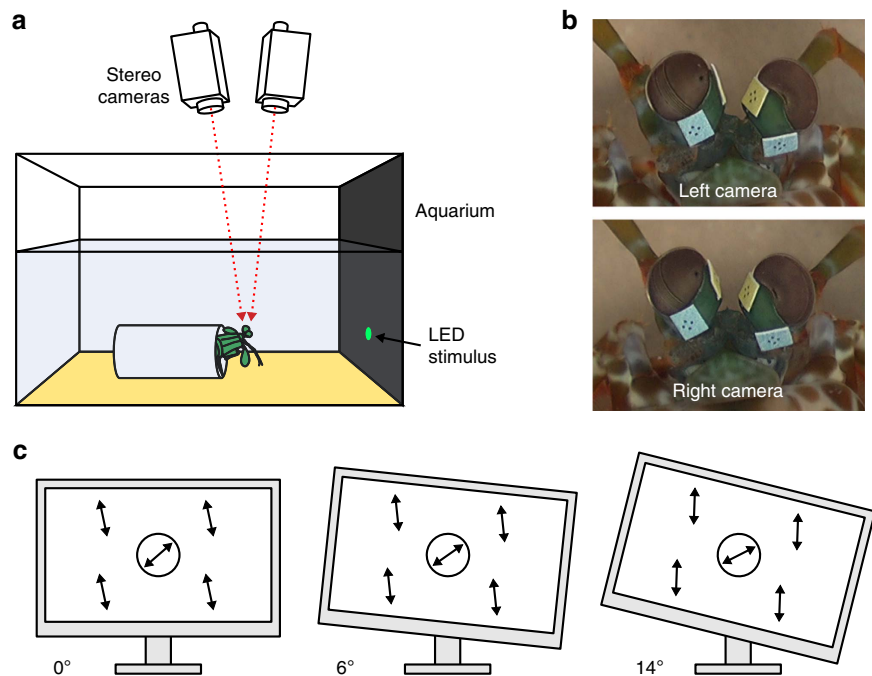 a
Stereo
cameras
Aquarium
LED
stimulus
b
Left camera
Right camera
c
0°
6°
14°